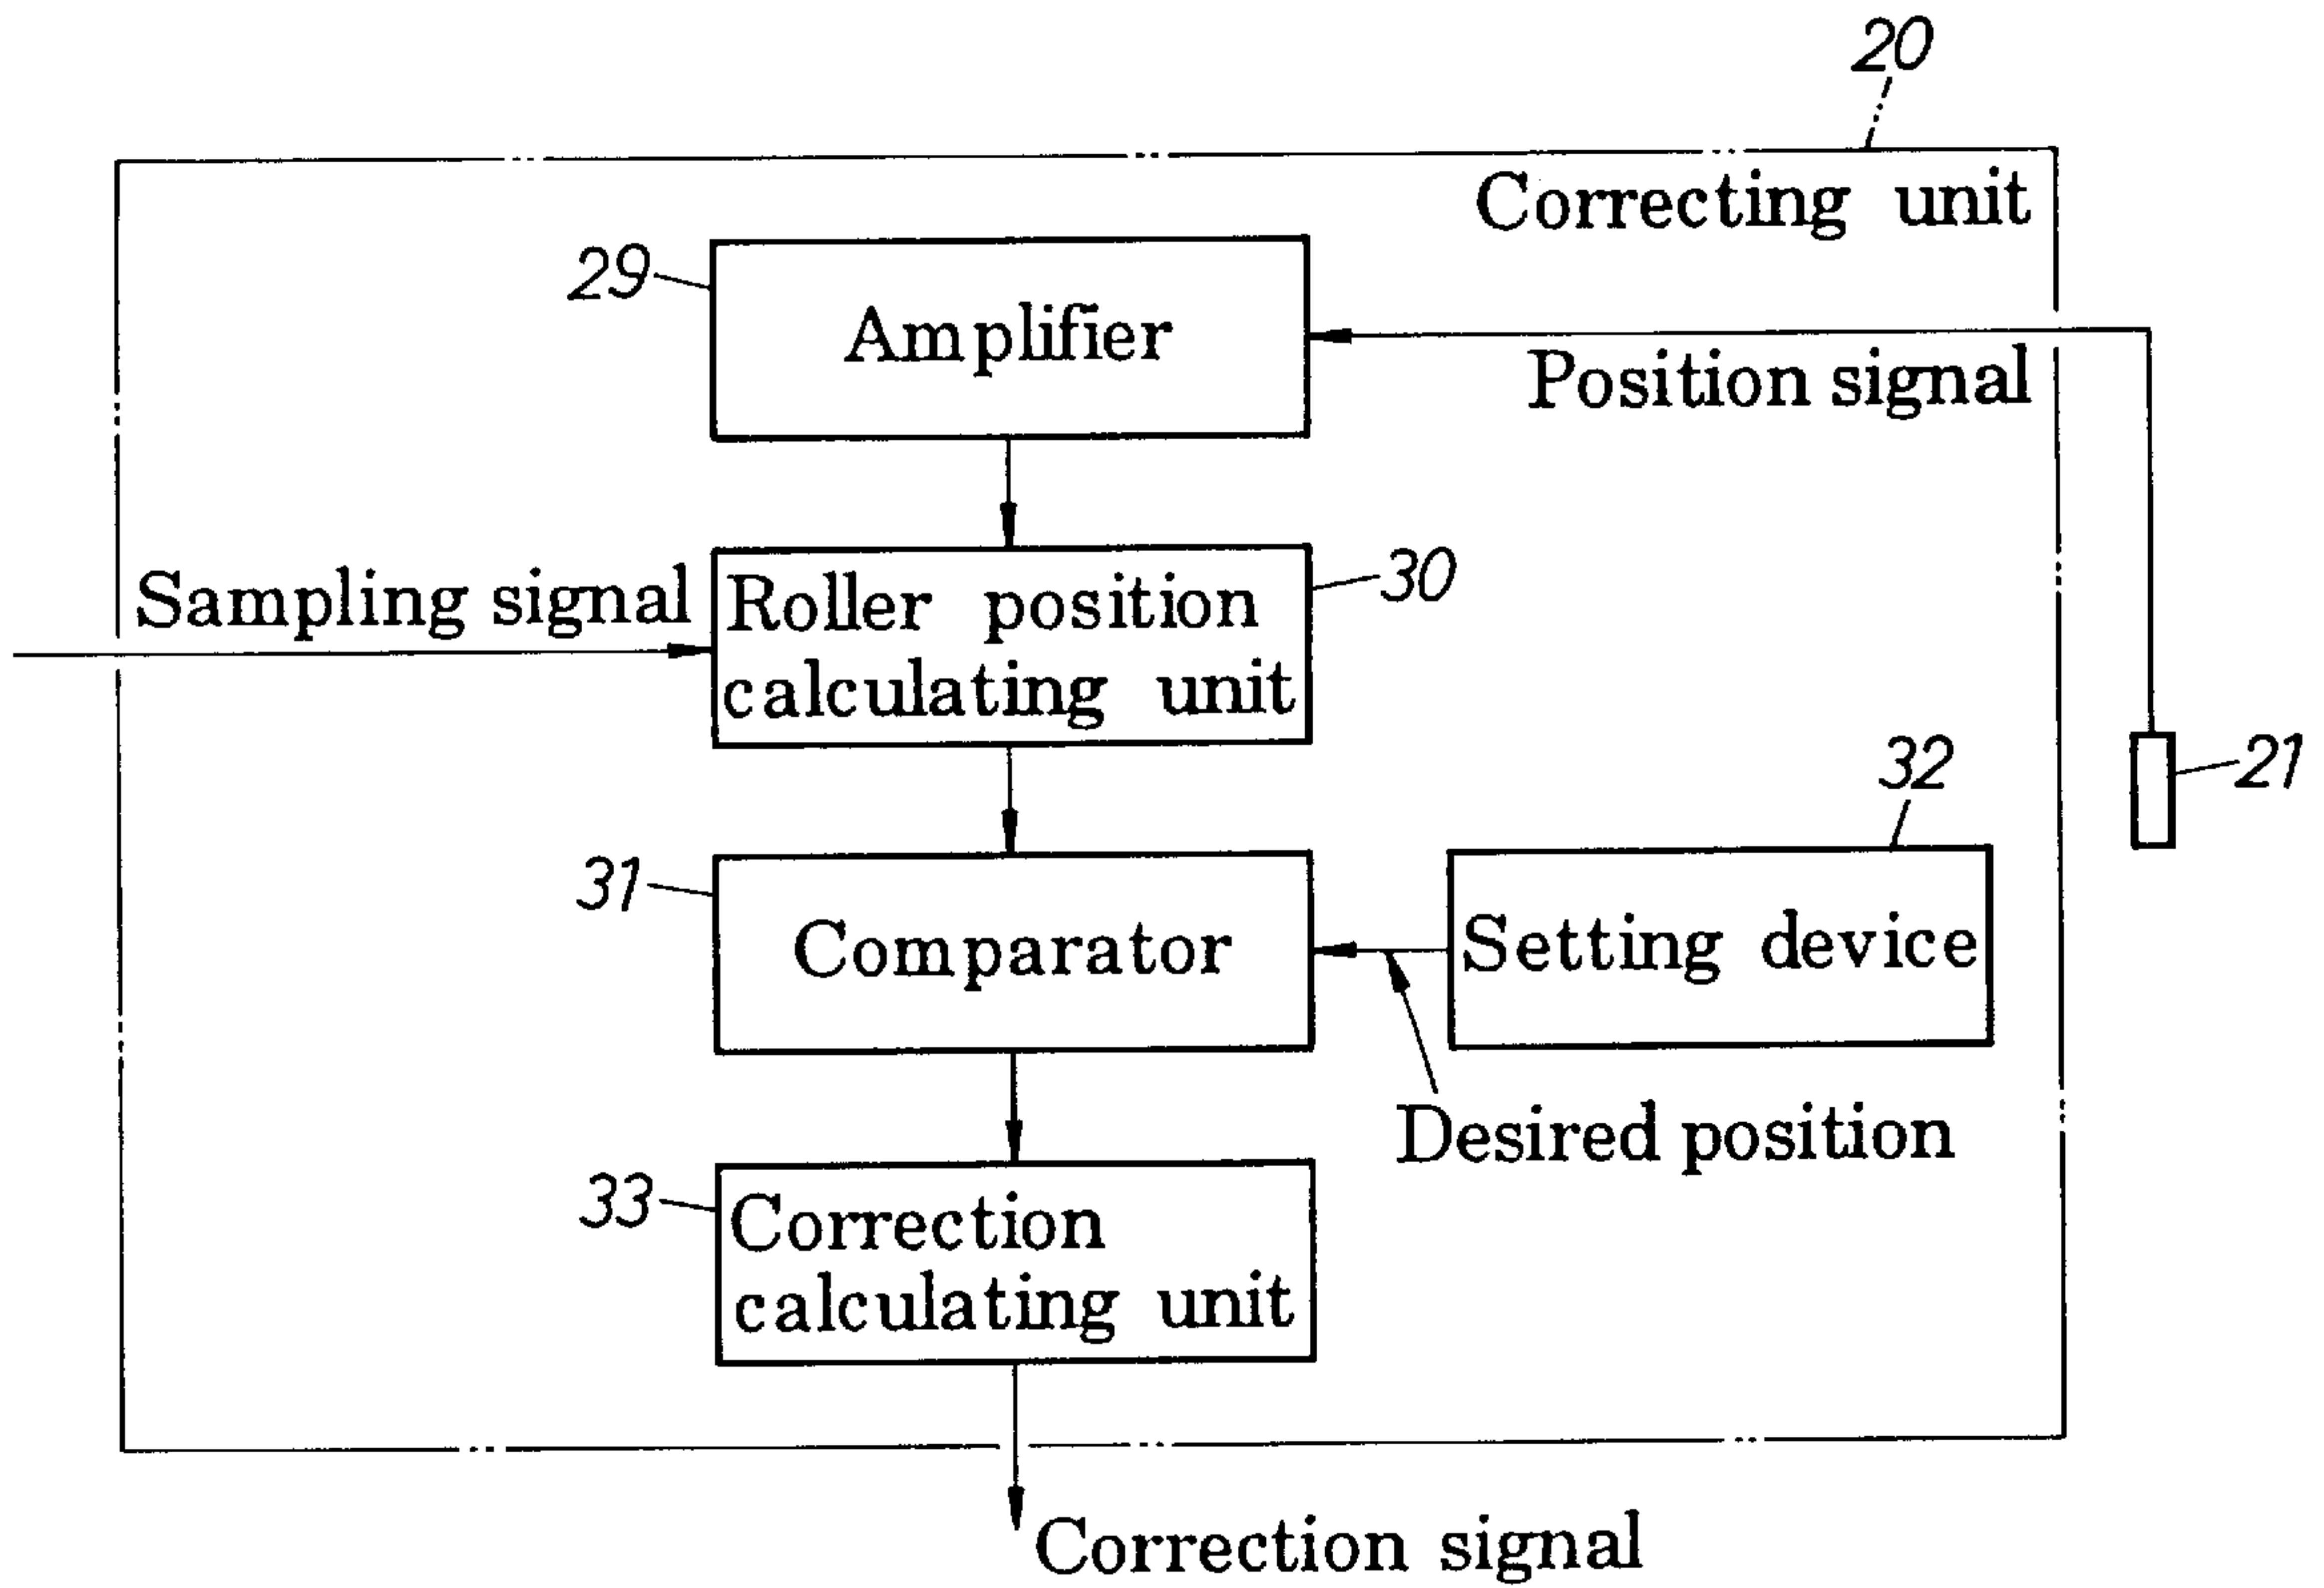 20
Correcting unit
29
Amplifier
Position signal
Sampling signal
Roller position
calculating unit
30
21
32
31
Comparator
Setting device
Desired position
33
Correction
calculating unit
Correction signal